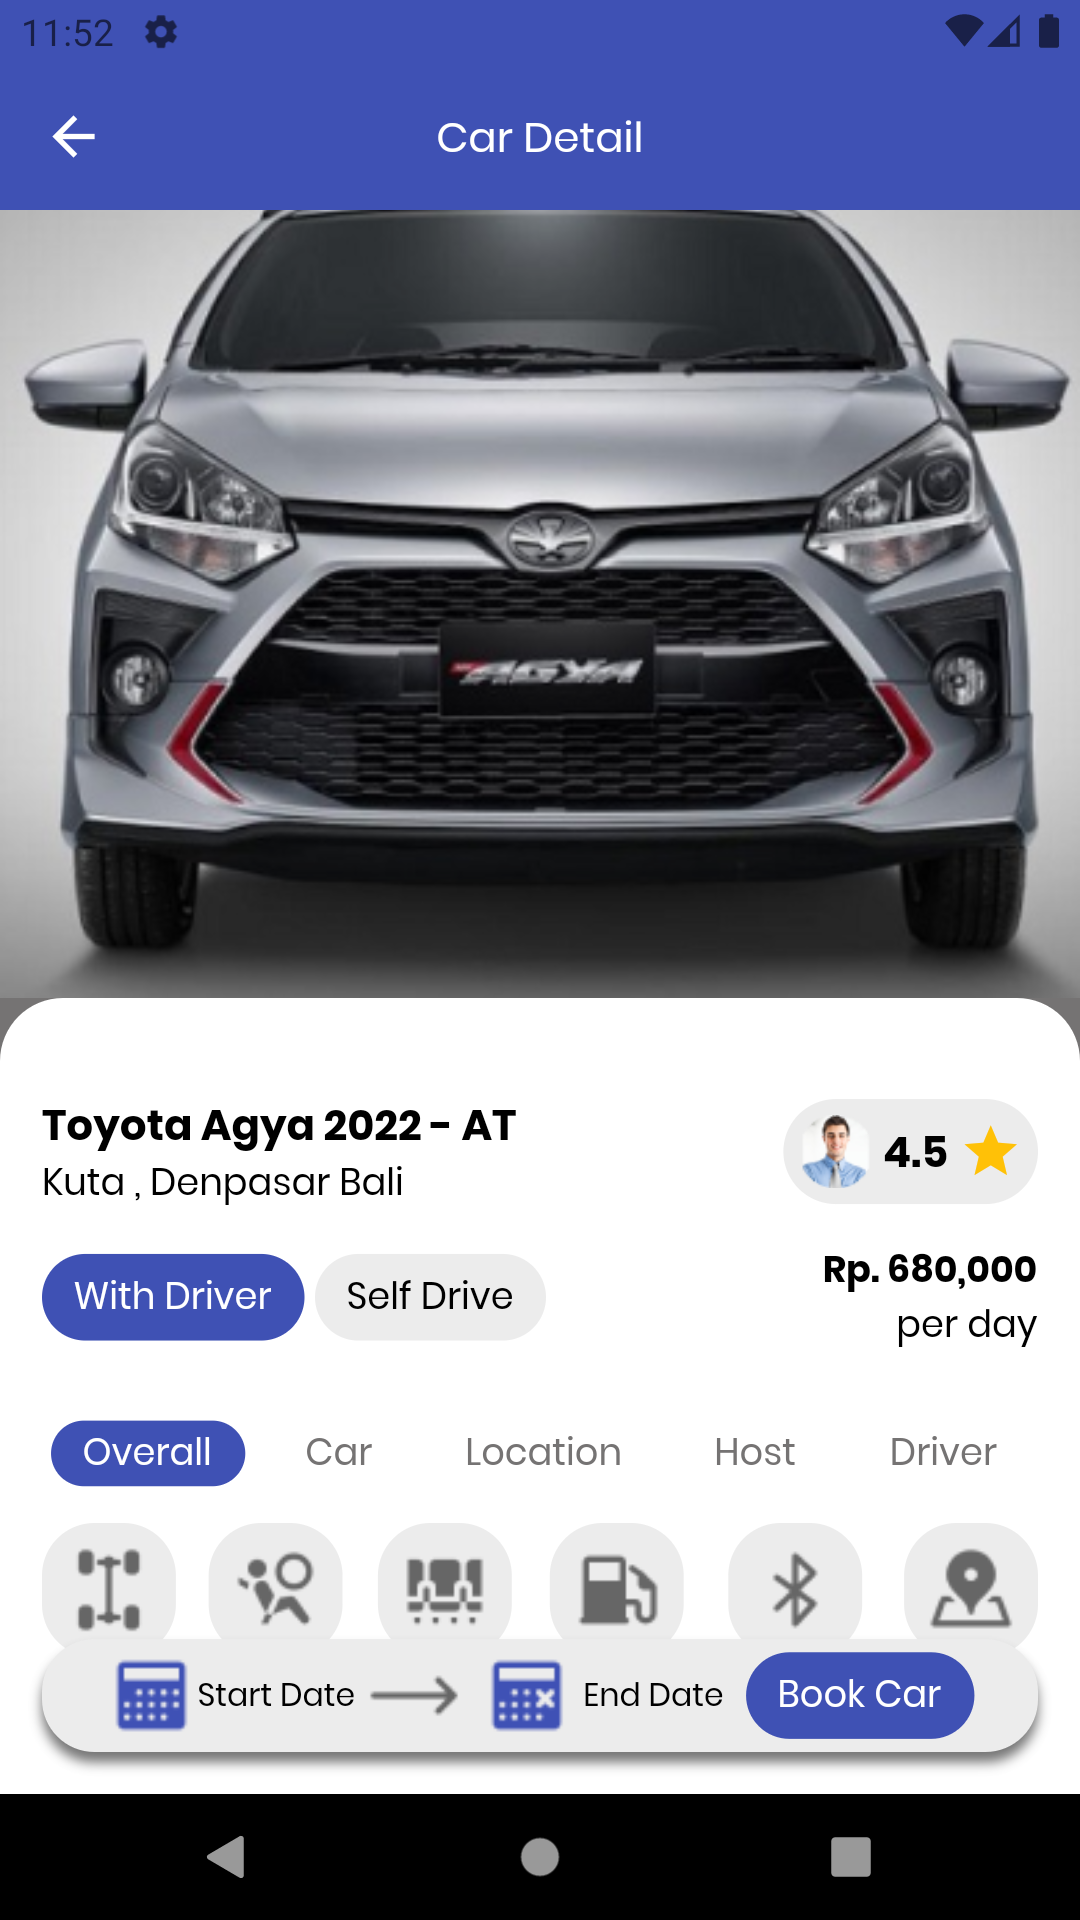 11:52
Car Detail
AGYA
Toyota Agya 2022 - AT
4.5
Kuta , Denpasar Bali
With Driver
Self Drive
Rp. 680,000
per day
Overall
Car
Location
Host
Driver
Start Date
End Date
Book Car